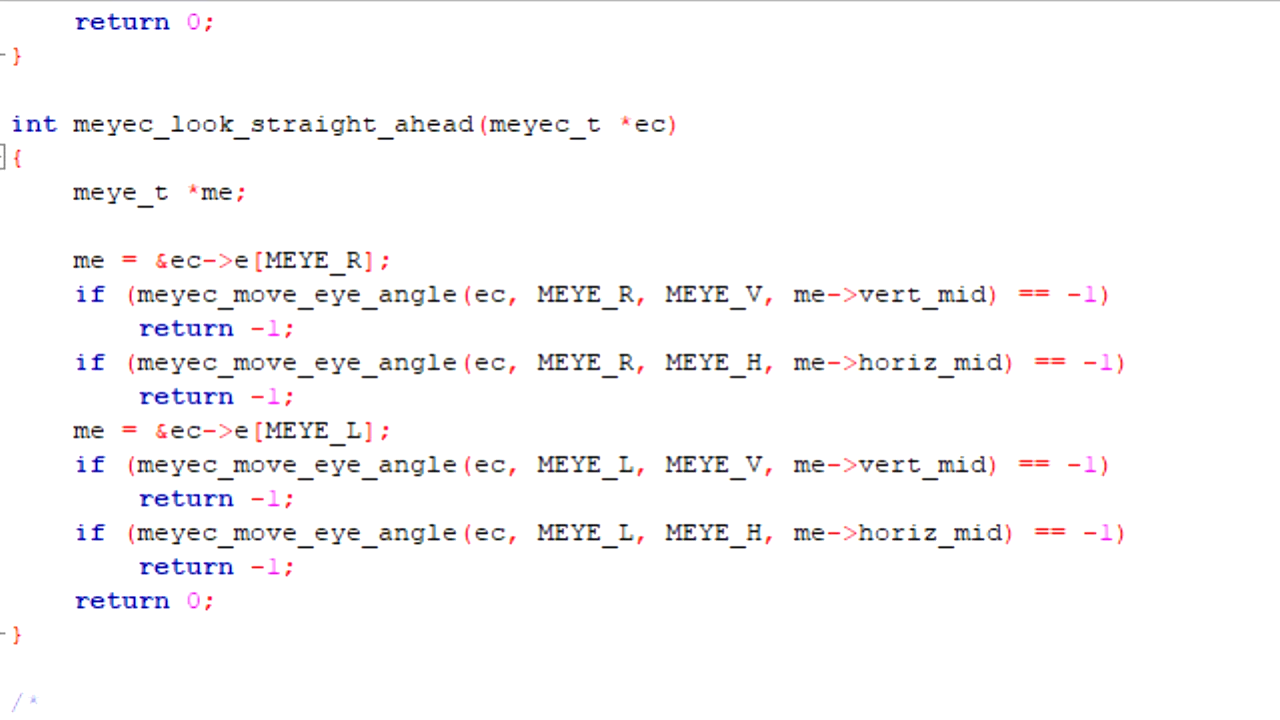 return 0;
}
int meyec_look_straight_ahead(meyec_t *ec)
{
    meye_t *me;
    me = &ec->e[MEYE_R];
    if (meyec_move_eye_angle(ec, MEYE_R, MEYE_V, me->vert_mid) == -1)
        return -1;
    if (meyec_move_eye_angle(ec, MEYE_R, MEYE_H, me->horiz_mid) == -1)
        return -1;
    me = &ec->e[MEYE_L];
    if (meyec_move_eye_angle(ec, MEYE_L, MEYE_V, me->vert_mid) == -1)
        return -1;
    if (meyec_move_eye_angle(ec, MEYE_L, MEYE_H, me->horiz_mid) == -1)
        return -1;
    return 0;
}
/*